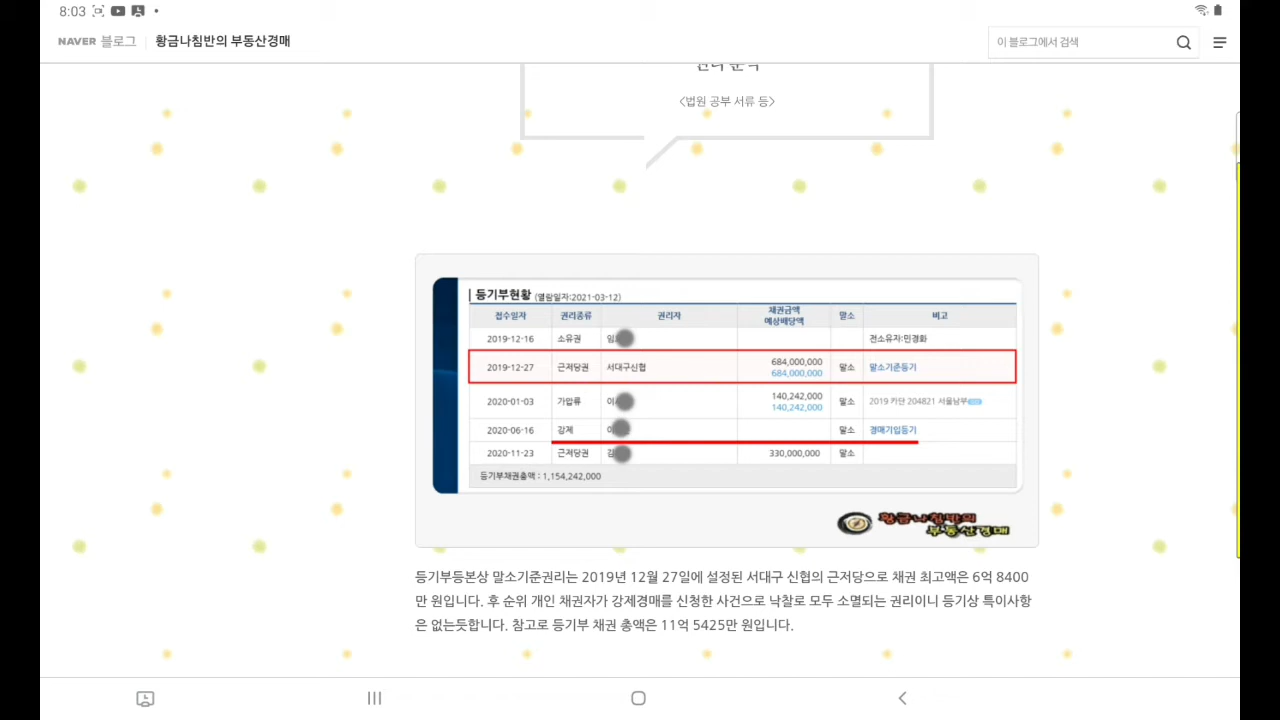 8:03
NAVER 블로그 황금나침반의 부동산경매
이 블로그에서 검색
<법원 공부 서류 등>
등기부현황 (열람일자:2021-03-12)
접수일자 권리종류 권리자 채권금액 예상배당액 말소 비고
2019-12-16 소유권 임 전소유자:민경화
2019-12-27 근저당권 서대구신협 684,000,000 684,000,000 말소 말소기준등기
2020-01-03 가압류 이 140,242,000 140,242,000 말소 2019 카단 204821 서울남부
2020-06-16 강제 말소 경매기입등기
2020-11-23 근저당권 김 330,000,000 말소
등기부채권총액 : 1,154,242,000
황금나침반의
부동산경매
등기부등본상 말소기준권리는 2019년 12월 27일에 설정된 서대구 신협의 근저당으로 채권 최고액은 6억 8400
만 원입니다. 후 순위 개인 채권자가 강제경매를 신청한 사건으로 낙찰로 모두 소멸되는 권리이니 등기상 특이사항
은 없는듯합니다. 참고로 등기부 채권 총액은 11억 5425만 원입니다.